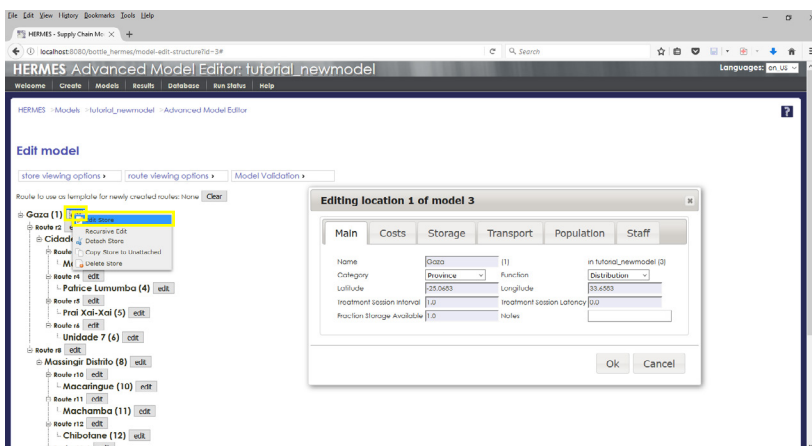 File Edit View History Bookmarks Tools Help
HERMES - Supply Chain Mo
localhost:8080/bottle_hermes/model-edit-structure?id=3#
Search
HERMES Advanced Model Editor: tutorial_newmodel
Languages: en_US
Welcome Create Models Results Database Run Status Help
HERMES >Models >tutorial_newmodel >Advanced Model Editor
?
Edit model
store viewing options route viewing options Model Validation
Route to use as template for newly created routes: None Clear
Gaza (1)
Edit Store
Route r2
Recursive Edit
Detach Store
Copy Store to Unattached
Delete Store
Route r4 edit
Patrice Lumumba (4) edit
Route r5 edit
Prai Xai-Xai (5) edit
Route r6 edit
Unidade 7 (6) edit
Route r8 edit
Massingir Distrito (8) edit
Route r10 edit
Macaringue (10) edit
Route r11 edit
Machamba (11) edit
Route r12 edit
Chibotane (12) edit
Editing location 1 of model 3
Main Costs Storage Transport Population Staff
Name Gaza (1) in tutorial_newmodel (3)
Category Province Function Distribution
Latitude -25.0653 Longitude 33.6553
Treatment Session Interval 1.0 Treatment Session Latency 0.0
Fraction Storage Available 1.0 Notes
Ok Cancel